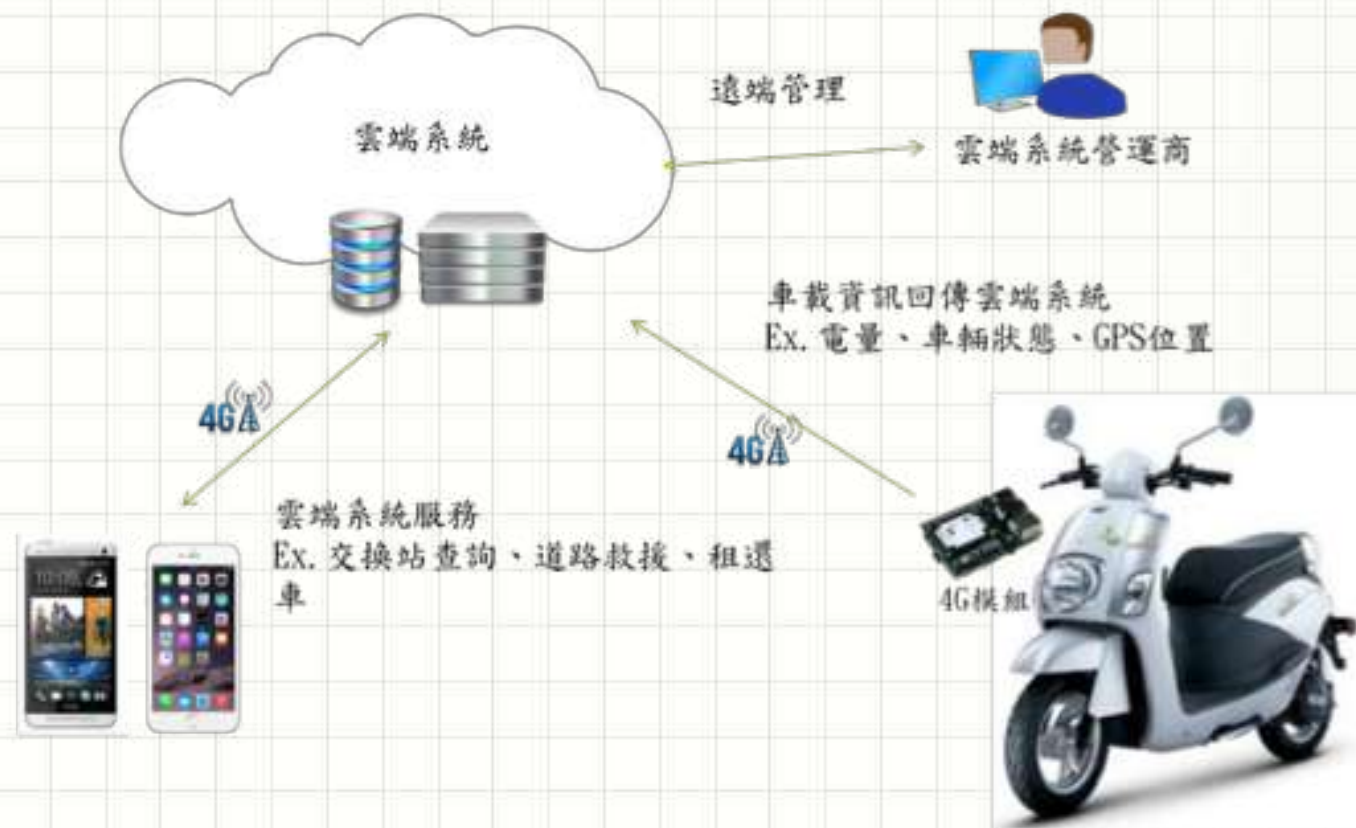 雲端系統
遠端管理
雲端系統營運商
車載資訊回傳雲端系統
Ex. 電量、車輛狀態、GPS位置
4G
4G
雲端系統服務
Ex. 交換站查詢、道路救援、租還
車
4G模組